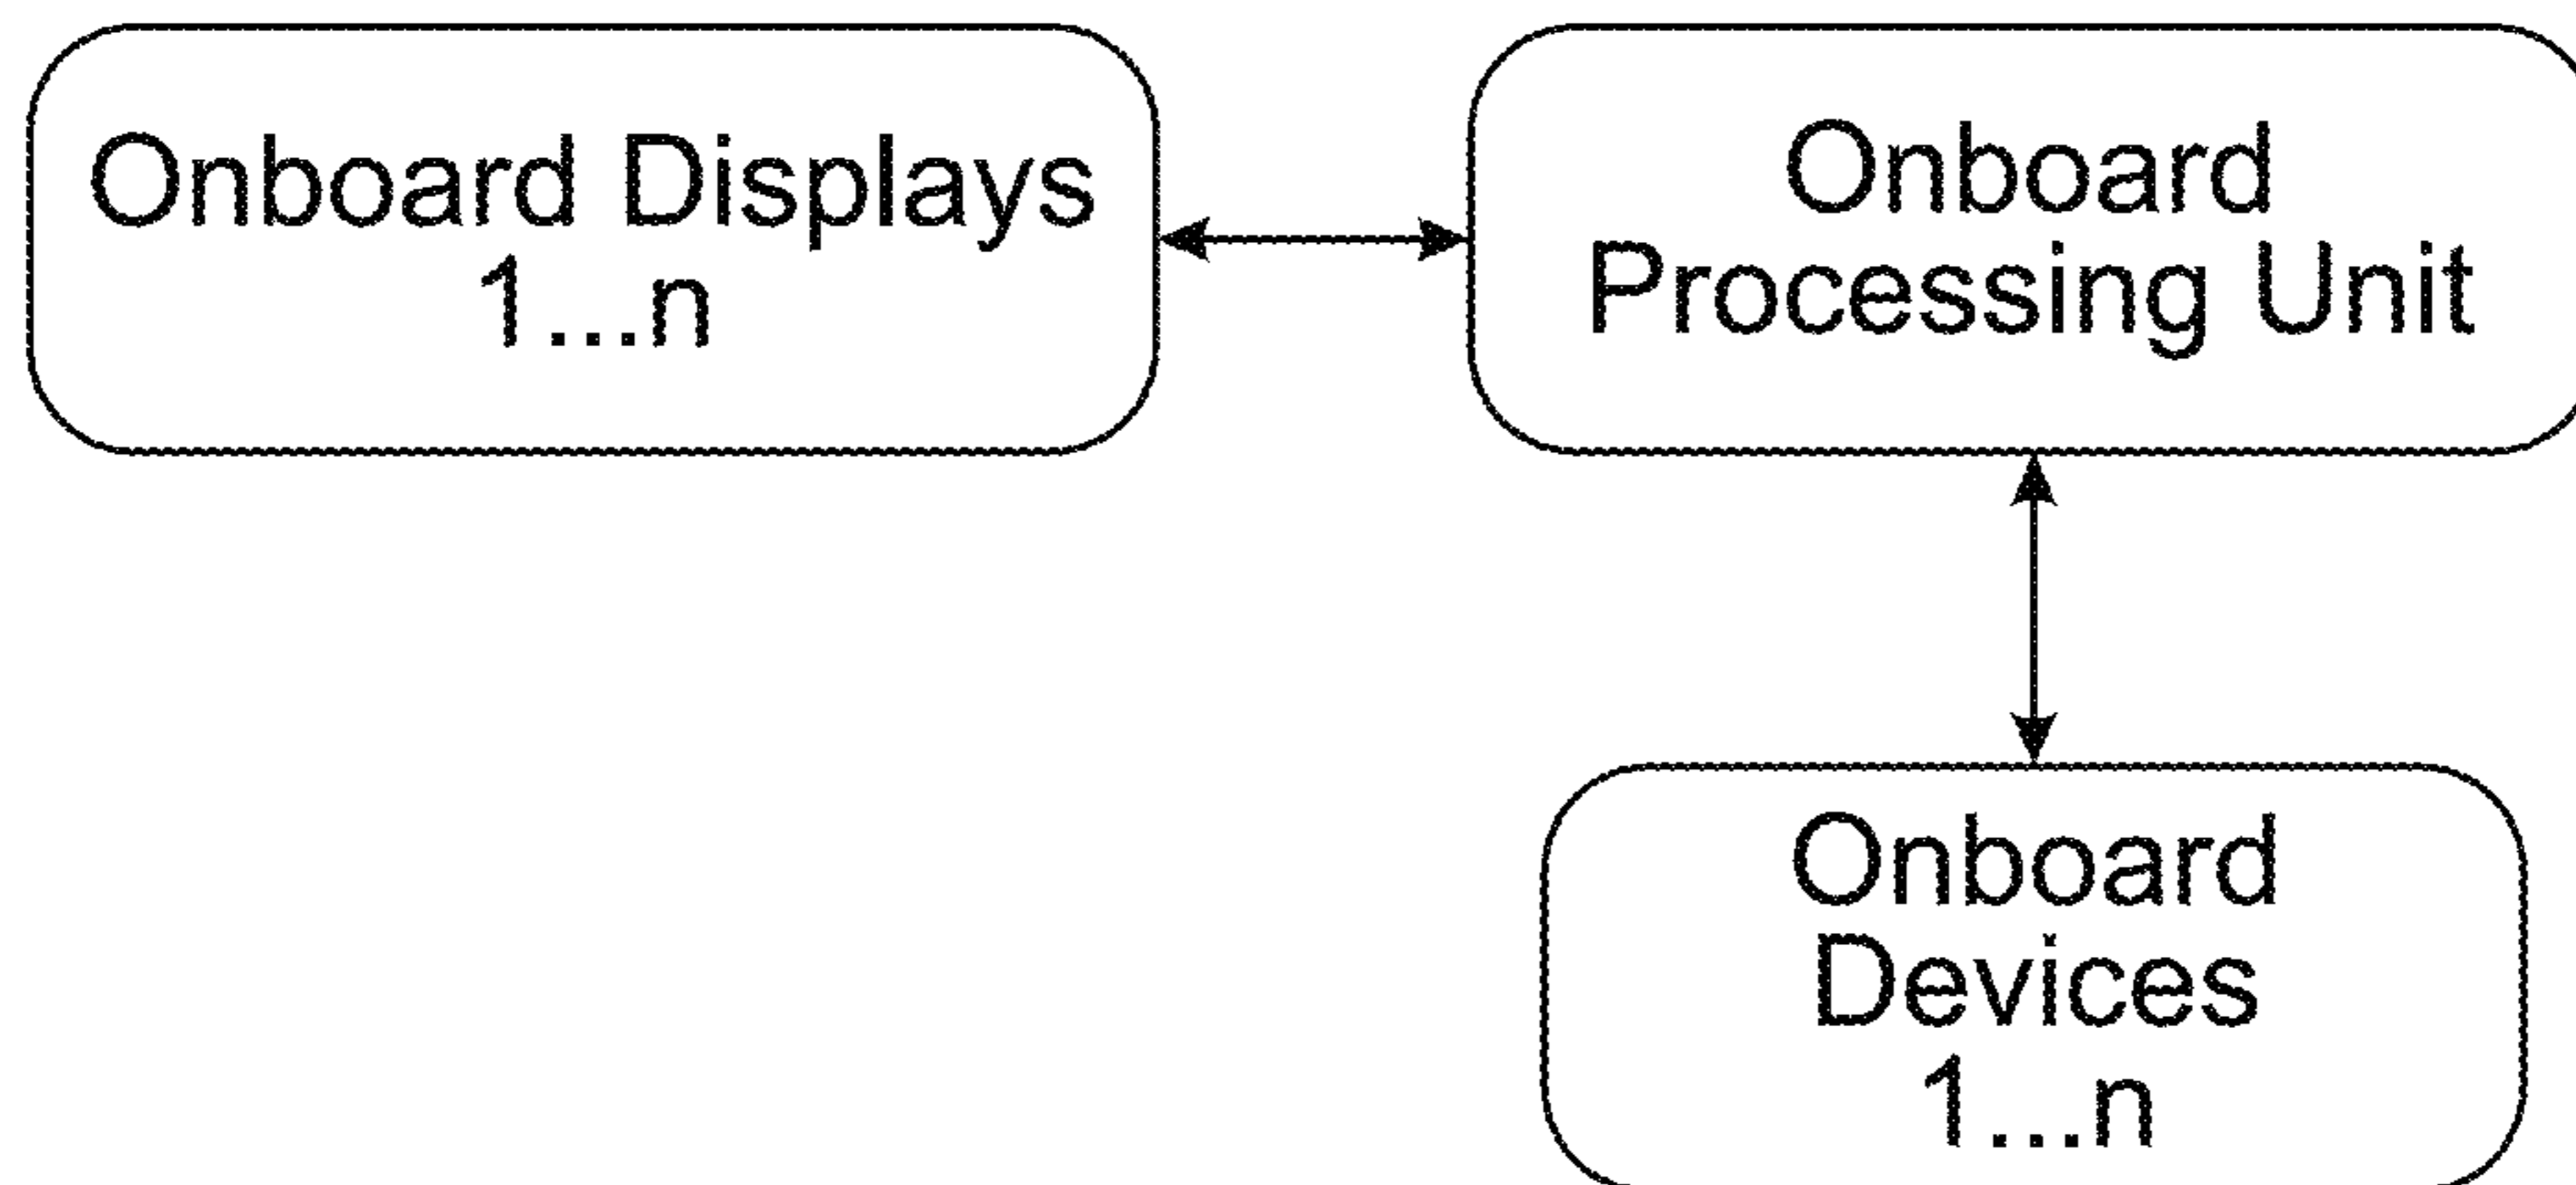 Onboard Displays
1...n
Onboard
Processing Unit
Onboard
Devices
1...n